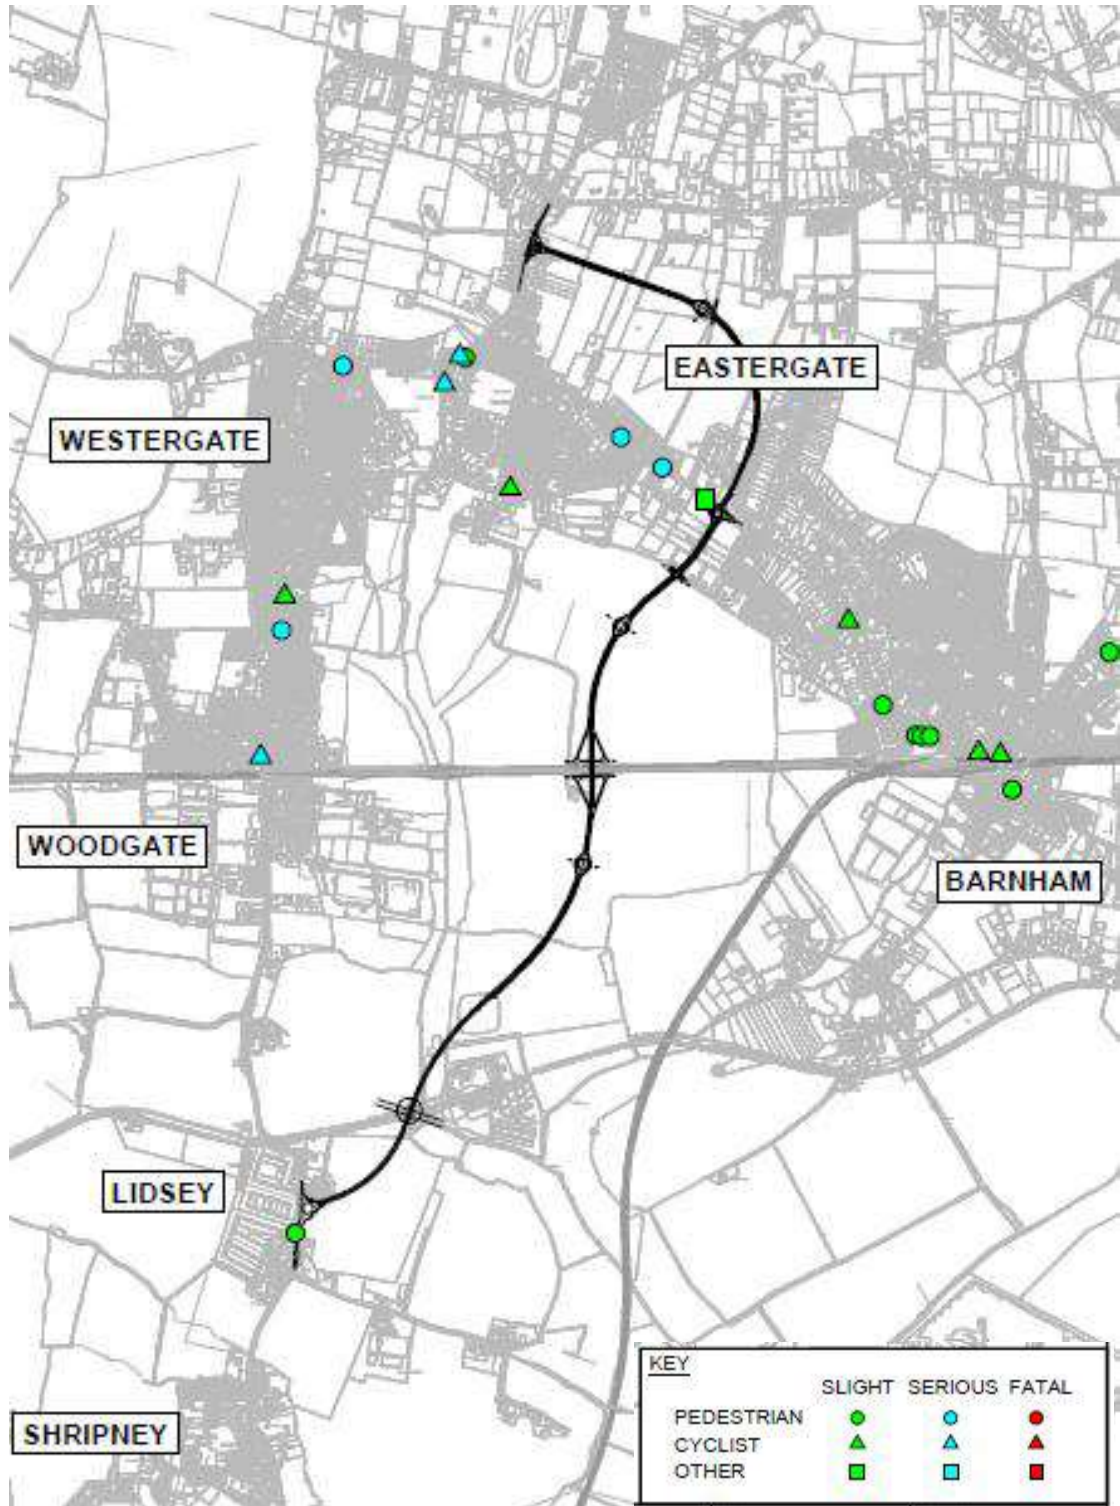 EASTERGATE
WESTERGATE
WOODGATE
BARNHAM
LIDSEY
SHRIPNEY
KEY
SLIGHT SERIOUS FATAL
PEDESTRIAN
CYCLIST
OTHER